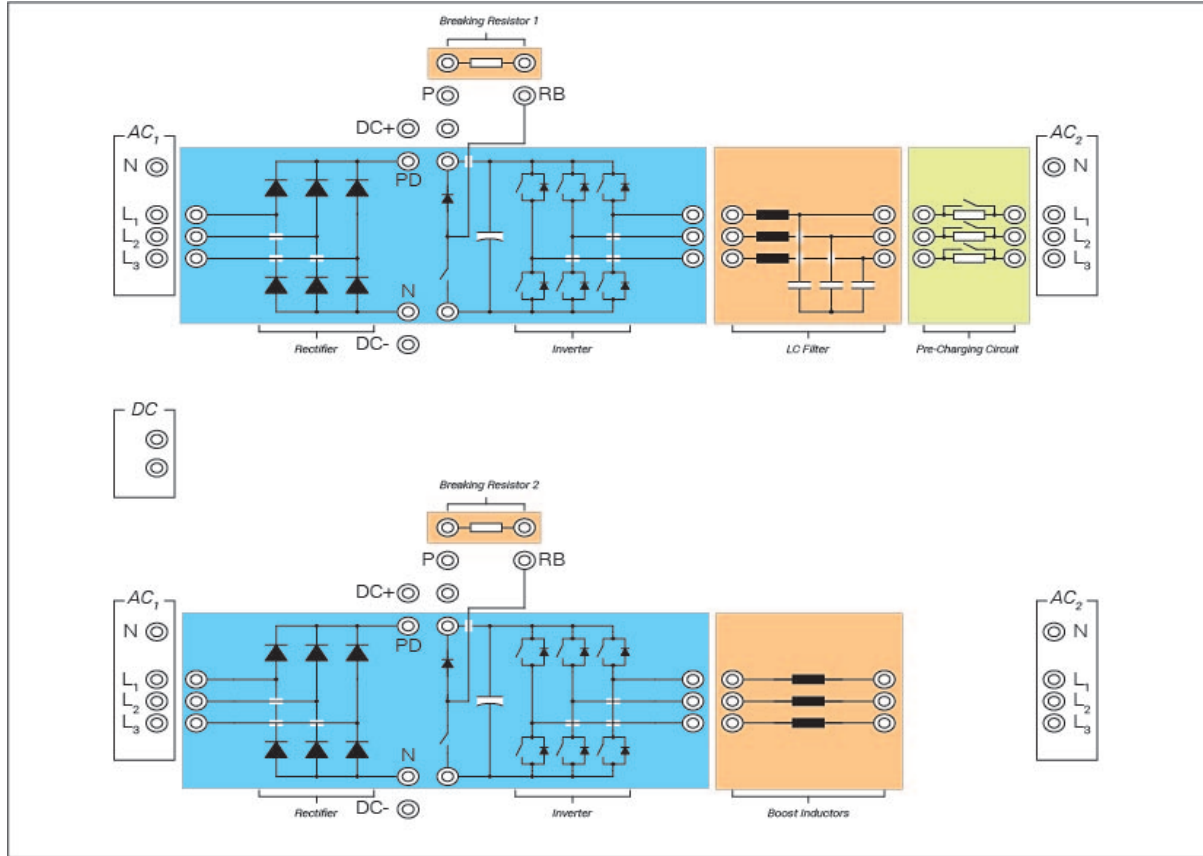 Breaking Resistor 1
P
RB
DC+
AC₁
N
L₁
L₂
L₃
PD
N
DC-
AC₂
N
L₁
L₂
L₃
Rectifier
Inverter
LC Filter
Pre-Charging Circuit
DC
Breaking Resistor 2
P
RB
DC+
AC₁
N
L₁
L₂
L₃
PD
N
DC-
AC₂
N
L₁
L₂
L₃
Rectifier
Inverter
Boost Inductors